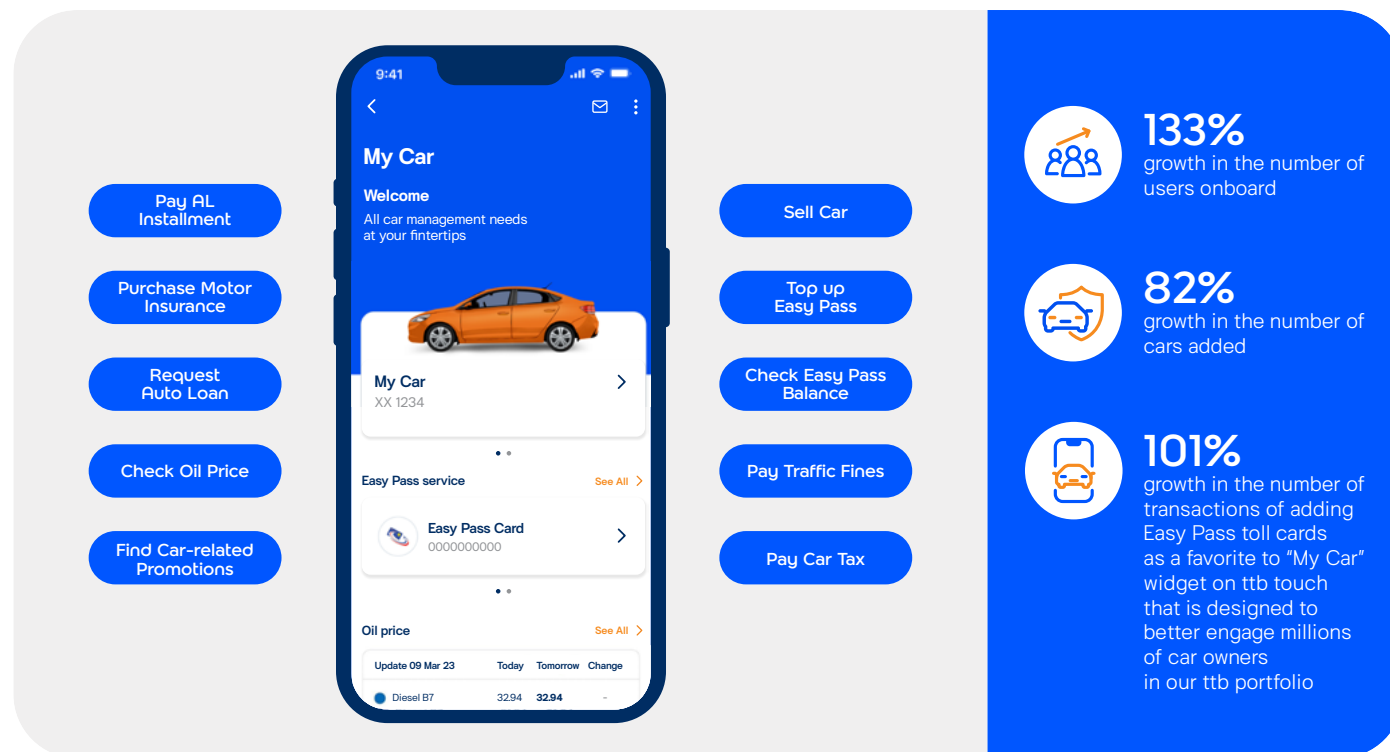 Pay AL
Installment
Purchase Motor
Insurance
Request
Auto Loan
Check Oil Price
Find Car-related
Promotions
9:41
My Car
Welcome
All car management needs
at your fintertips
My Car
XX 1234
Easy Pass service See All
Easy Pass Card
0000000000
Oil price See All
Update 09 Mar 23 Today Tomorrow Change
Diesel B7 32.94 32.94 -
Sell Car
Top up
Easy Pass
Check Easy Pass
Balance
Pay Traffic Fines
Pay Car Tax
133%
growth in the number of
users onboard
82%
growth in the number of
cars added
101%
growth in the number of
transactions of adding
Easy Pass toll cards
as a favorite to “My Car”
widget on ttb touch
that is designed to
better engage millions
of car owners
in our ttb portfolio